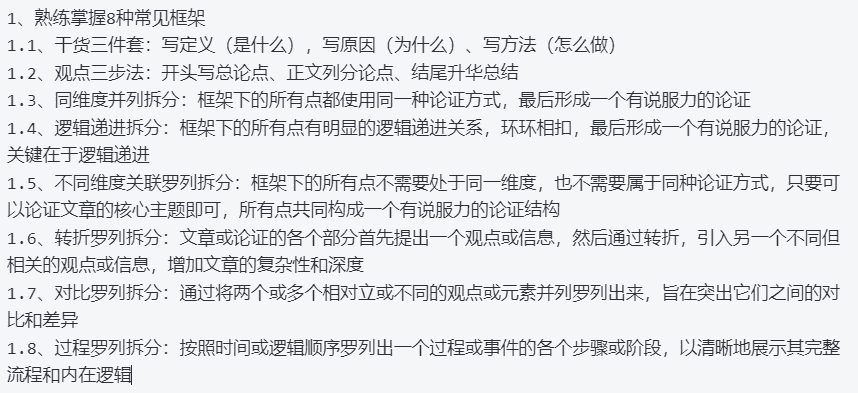 1、熟练掌握8种常见框架
1.1、干货三件套：写定义（是什么），写原因（为什么）、写方法（怎么做）
1.2、观点三步法：开头写总论点、正文列分论点、结尾升华总结
1.3、同维度并列拆分：框架下的所有点都使用同一种论证方式，最后形成一个有说服力的论证
1.4、逻辑递进拆分：框架下的所有点有明显的逻辑递进关系，环环相扣，最后形成一个有说服力的论证，
关键在于逻辑递进
1.5、不同维度关联罗列拆分：框架下的所有点不需要处于同一维度，也不需要属于同种论证方式，只要可
以论证文章的核心主题即可，所有点共同构成一个有说服力的论证结构
1.6、转折罗列拆分：文章或论证的各个部分首先提出一个观点或信息，然后通过转折，引入另一个不同但
相关的观点或信息，增加文章的复杂性和深度
1.7、对比罗列拆分：通过将两个或多个相对立或不同的观点或元素并列罗列出来，旨在突出它们之间的对
比和差异
1.8、过程罗列拆分：按照时间或逻辑顺序罗列出一个过程或事件的各个步骤或阶段，以清晰地展示其完整
流程和内在逻辑